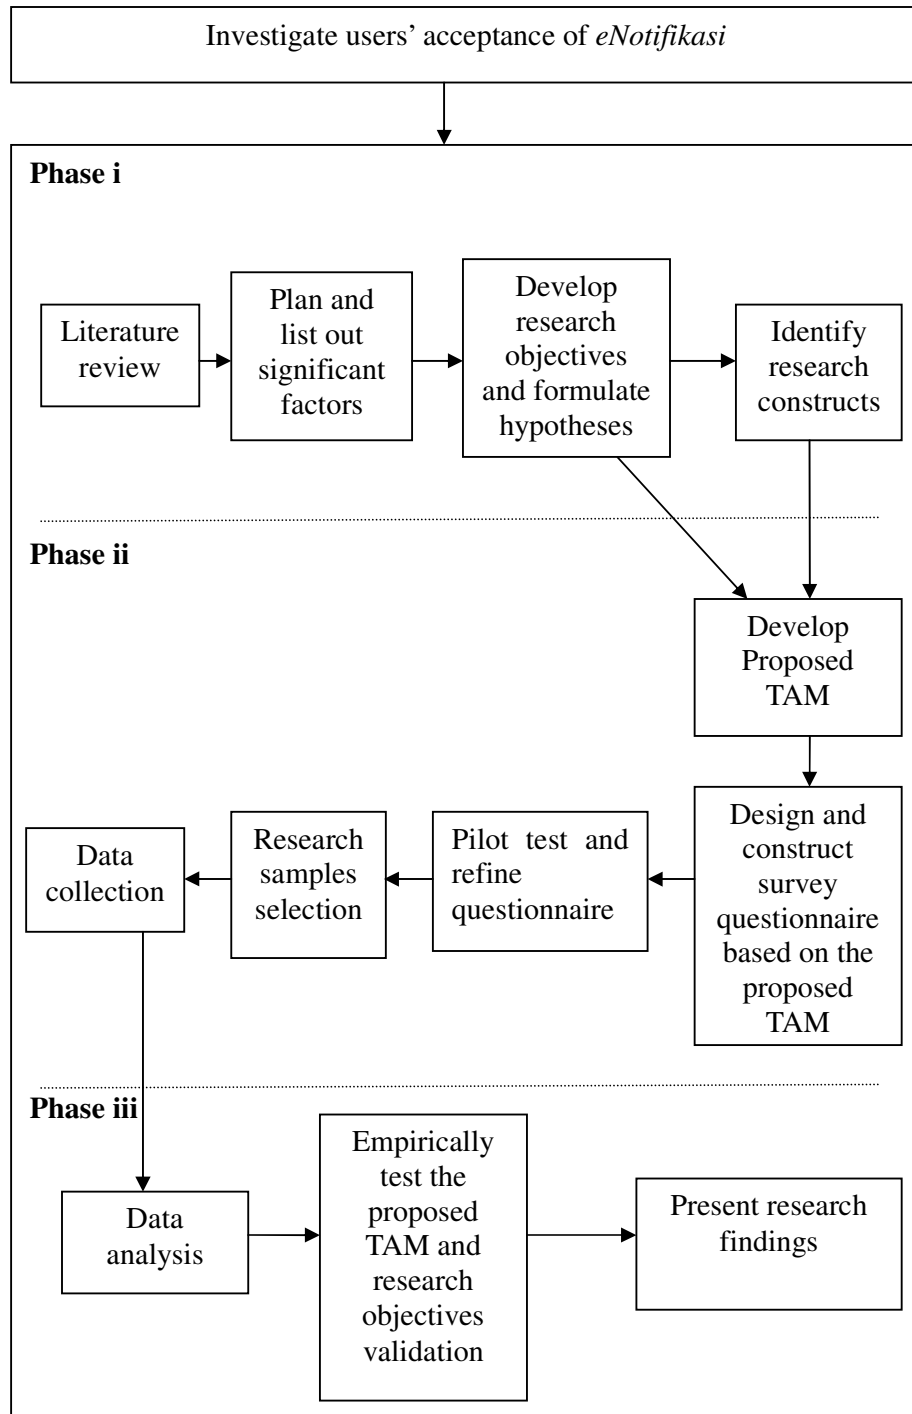 Investigate users’ acceptance of eNotifikasi
Phase i
Literature
review
Plan and
list out
significant
factors
Develop
research
objectives
and formulate
hypotheses
Identify
research
constructs
Phase ii
Develop
Proposed
TAM
Design and
construct
survey
questionnaire
based on the
proposed
TAM
Pilot test and
refine
questionnaire
Research
samples
selection
Data
collection
Phase iii
Data
analysis
Empirically
test the
proposed
TAM and
research
objectives
validation
Present research
findings